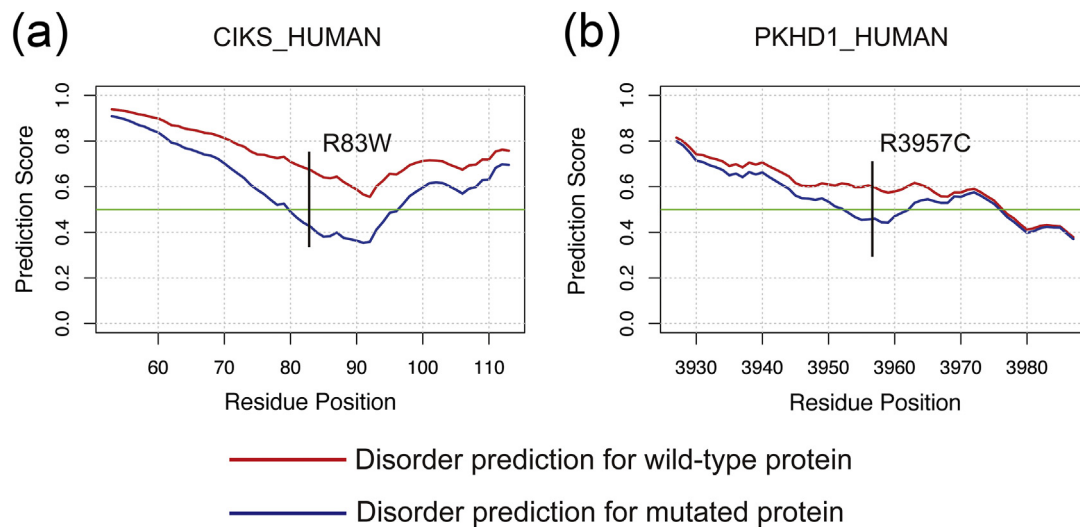 (a)
CIKS_HUMAN
Prediction Score
1.0
0.8
0.6
0.4
0.2
0.0
R83W
60 70 80 90 100 110
Residue Position
(b)
PKHD1_HUMAN
Prediction Score
1.0
0.8
0.6
0.4
0.2
0.0
R3957C
3930 3940 3950 3960 3970 3980
Residue Position
Disorder prediction for wild-type protein
Disorder prediction for mutated protein